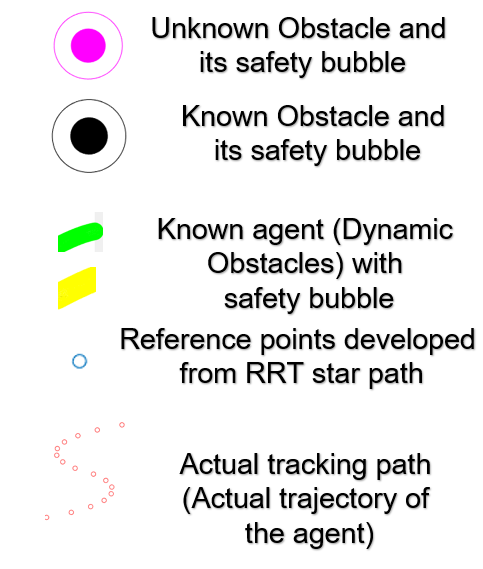 Unknown Obstacle and
its safety bubble
Known Obstacle and
its safety bubble
Known agent (Dynamic
Obstacles) with
safety bubble
Reference points developed
from RRT star path
Actual tracking path
(Actual trajectory of
the agent)